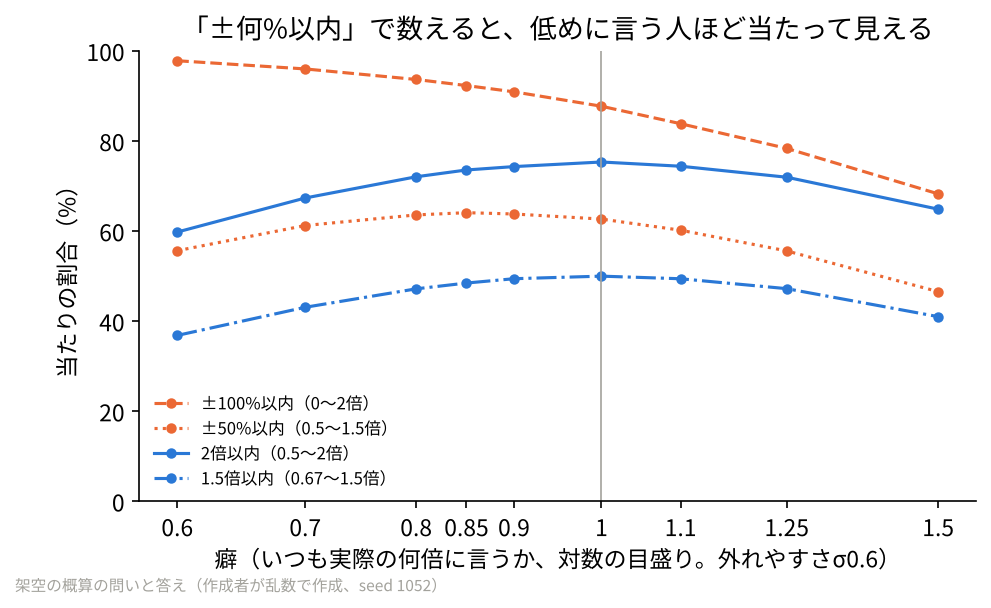 「±何%以内」で数えると、低めに言う人ほど当たって見える
当たりの割合（%）
100
80
60
40
20
0
±100%以内（0〜2倍）
±50%以内（0.5〜1.5倍）
2倍以内（0.5〜2倍）
1.5倍以内（0.67〜1.5倍）
0.6 0.7 0.8 0.85 0.9 1 1.1 1.25 1.5
癖（いつも実際の何倍に言うか、対数の目盛り。外れやすさσ0.6）
架空の概算の問いと答え（作成者が乱数で作成、seed 1052）